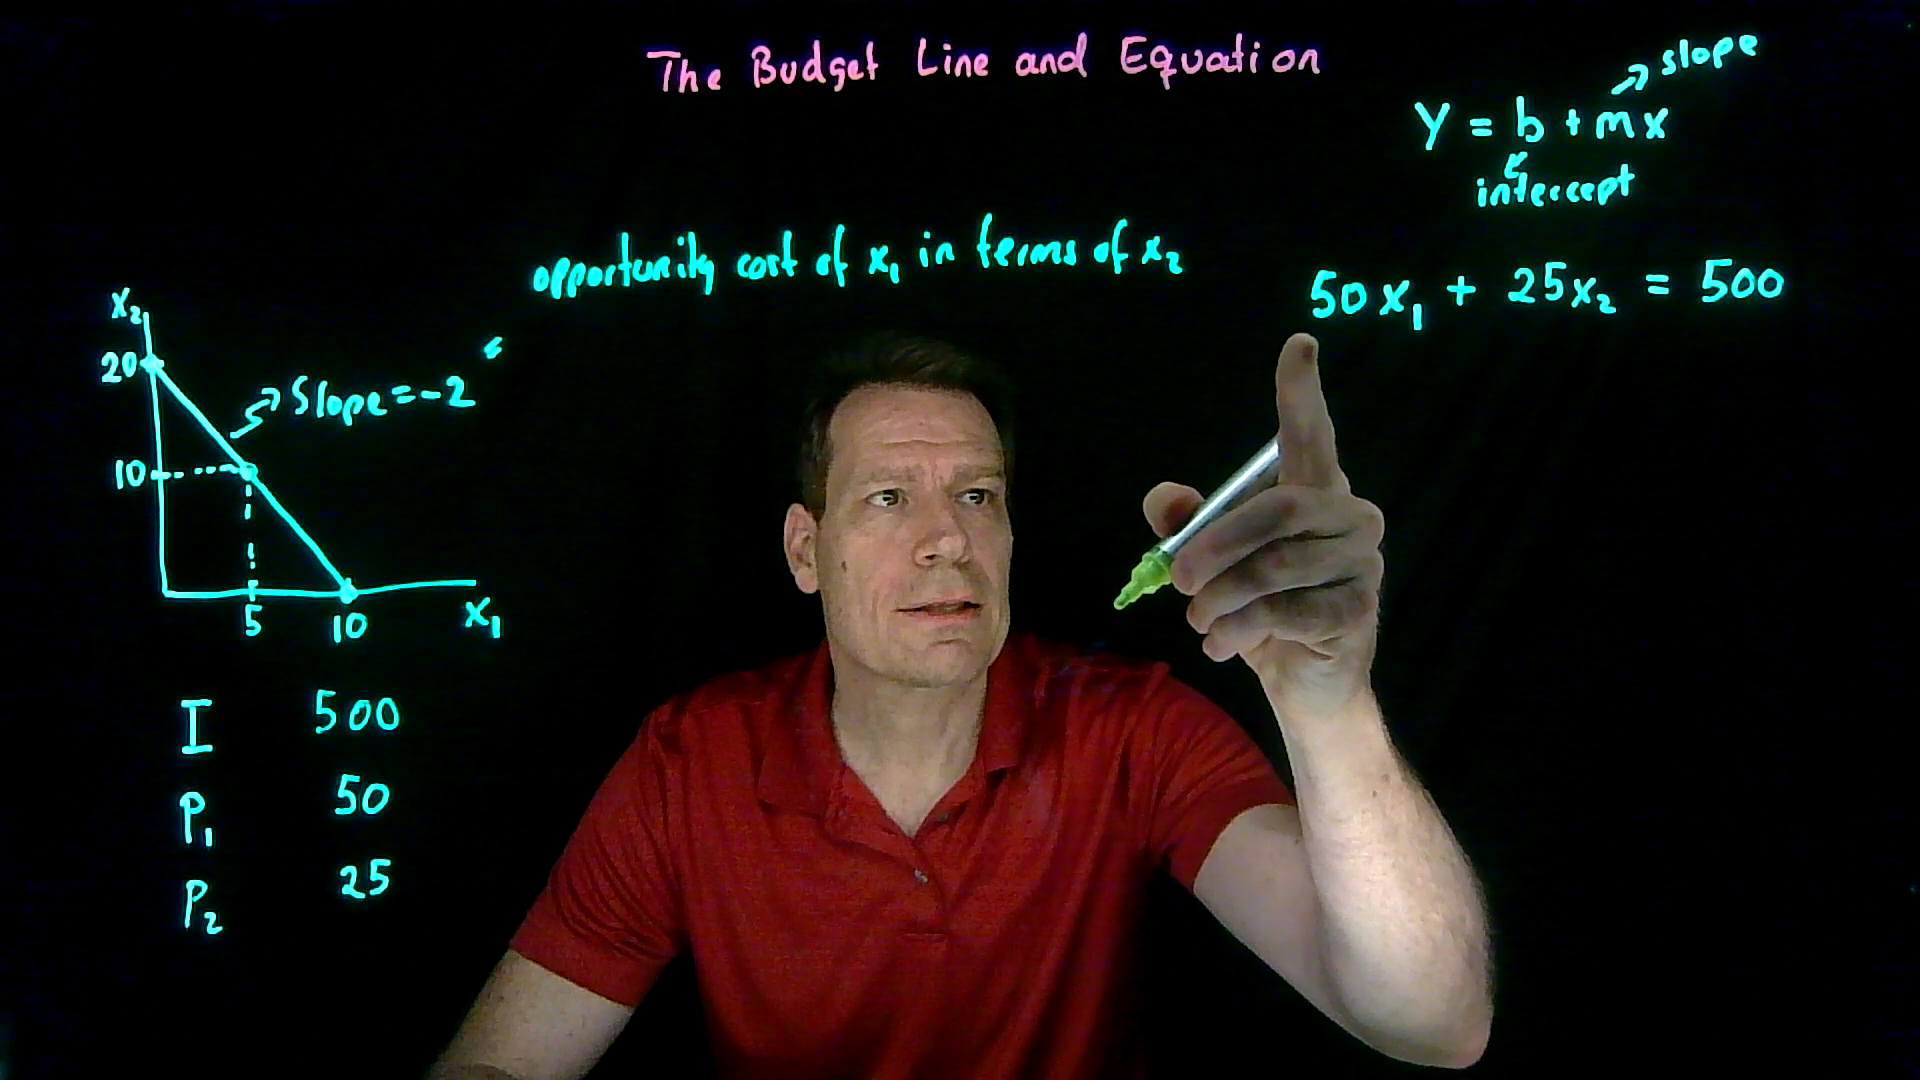 The Budget Line and Equation
slope
Y = b + mx
intercept
opportunity cost of x₁ in terms of x₂
50x₁ + 25x₂ = 500
x₂
20
Slope = -2
10
5
10
x₁
I 500
P₁ 50
P₂ 25